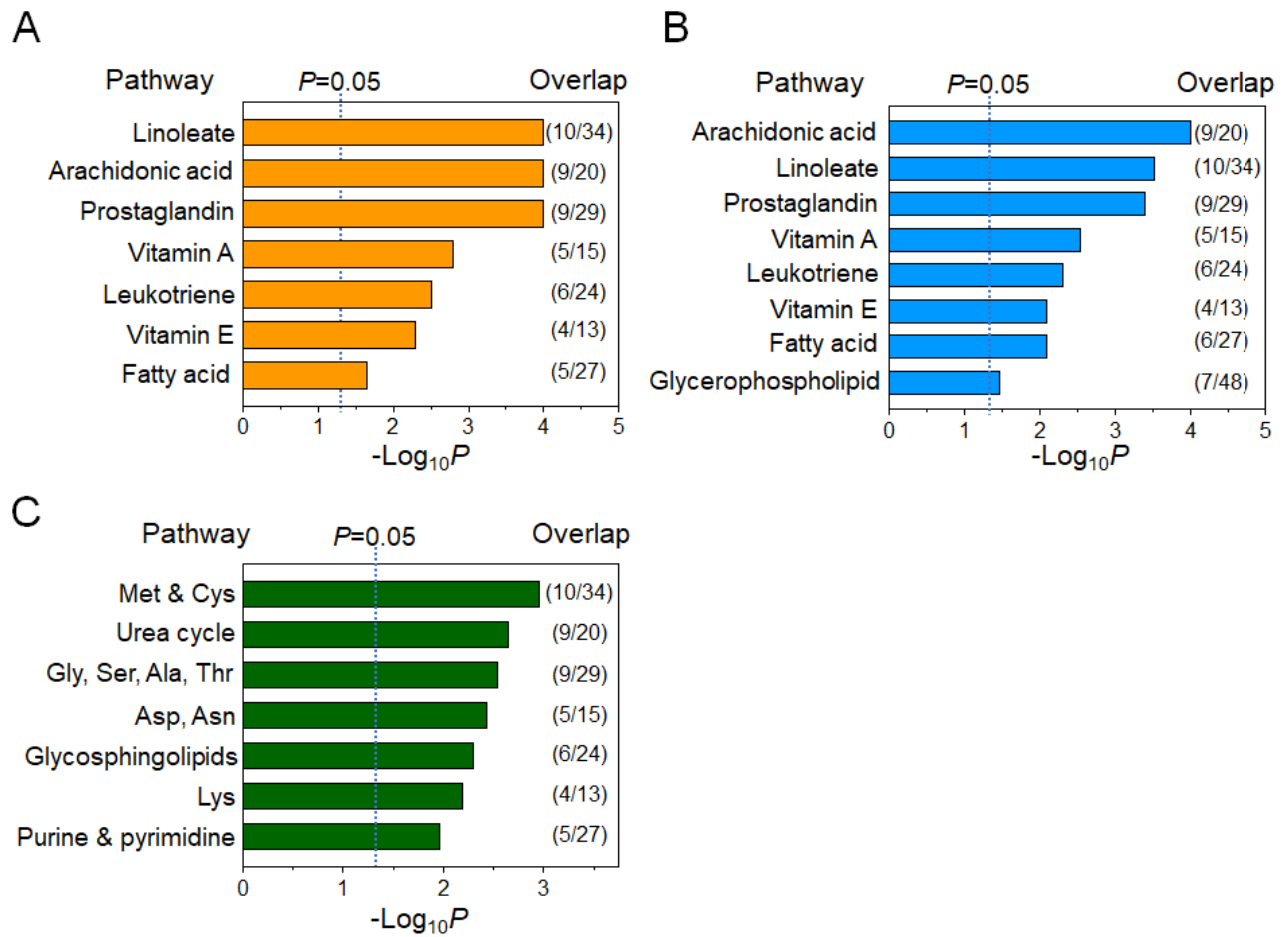 A
Pathway P=0.05 Overlap
Linoleate (10/34)
Arachidonic acid (9/20)
Prostaglandin (9/29)
Vitamin A (5/15)
Leukotriene (6/24)
Vitamin E (4/13)
Fatty acid (5/27)
0 1 2 3 4 5
-Log₁₀P
B
Pathway P=0.05 Overlap
Arachidonic acid (9/20)
Linoleate (10/34)
Prostaglandin (9/29)
Vitamin A (5/15)
Leukotriene (6/24)
Vitamin E (4/13)
Fatty acid (6/27)
Glycerophospholipid (7/48)
0 1 2 3 4 5
-Log₁₀P
C
Pathway P=0.05 Overlap
Met & Cys (10/34)
Urea cycle (9/20)
Gly, Ser, Ala, Thr (9/29)
Asp, Asn (5/15)
Glycosphingolipids (6/24)
Lys (4/13)
Purine & pyrimidine (5/27)
0 1 2 3
-Log₁₀P